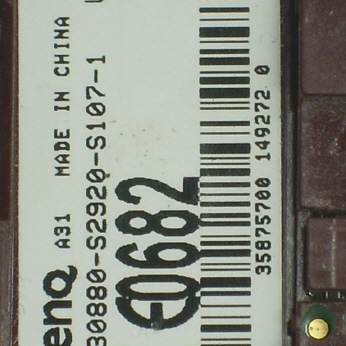 enQ A31 MADE IN CHINA
30880-S2920-S107-1
E0682
35875700 149272 0